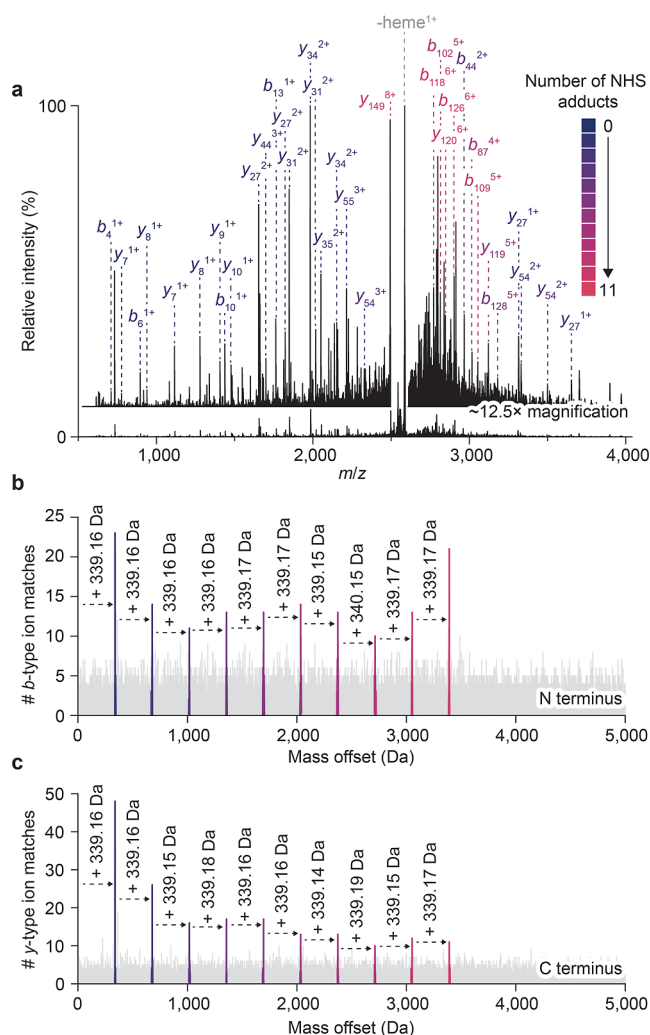 a
-heme1+
Number of NHS
adducts
0
11
y34 2+
b13 1+
y31 2+
y44 3+
y27 2+
y27 2+
y31 2+
y34 2+
y55 3+
y35 2+
y54 3+
b4 1+
y7 1+
y8 1+
b6 1+
y7 1+
y9 1+
y8 1+
y10 1+
b10 1+
y149 8+
b102 5+
b44 2+
b118 6+
b126 6+
y120 6+
b87 4+
b109 5+
y119 5+
b128 5+
y27 1+
y54 2+
y54 2+
y27 1+
Relative intensity (%)
100
0
~12.5× magnification
1,000 2,000 3,000 4,000
m/z
b
# b-type ion matches
25
20
15
10
5
0
+ 339.16 Da
+ 339.16 Da
+ 339.16 Da
+ 339.16 Da
+ 339.17 Da
+ 339.17 Da
+ 339.15 Da
+ 340.15 Da
+ 339.17 Da
+ 339.17 Da
N terminus
0 1,000 2,000 3,000 4,000 5,000
Mass offset (Da)
c
# y-type ion matches
50
40
30
20
10
0
+ 339.16 Da
+ 339.16 Da
+ 339.15 Da
+ 339.18 Da
+ 339.16 Da
+ 339.16 Da
+ 339.14 Da
+ 339.19 Da
+ 339.15 Da
+ 339.17 Da
C terminus
0 1,000 2,000 3,000 4,000 5,000
Mass offset (Da)